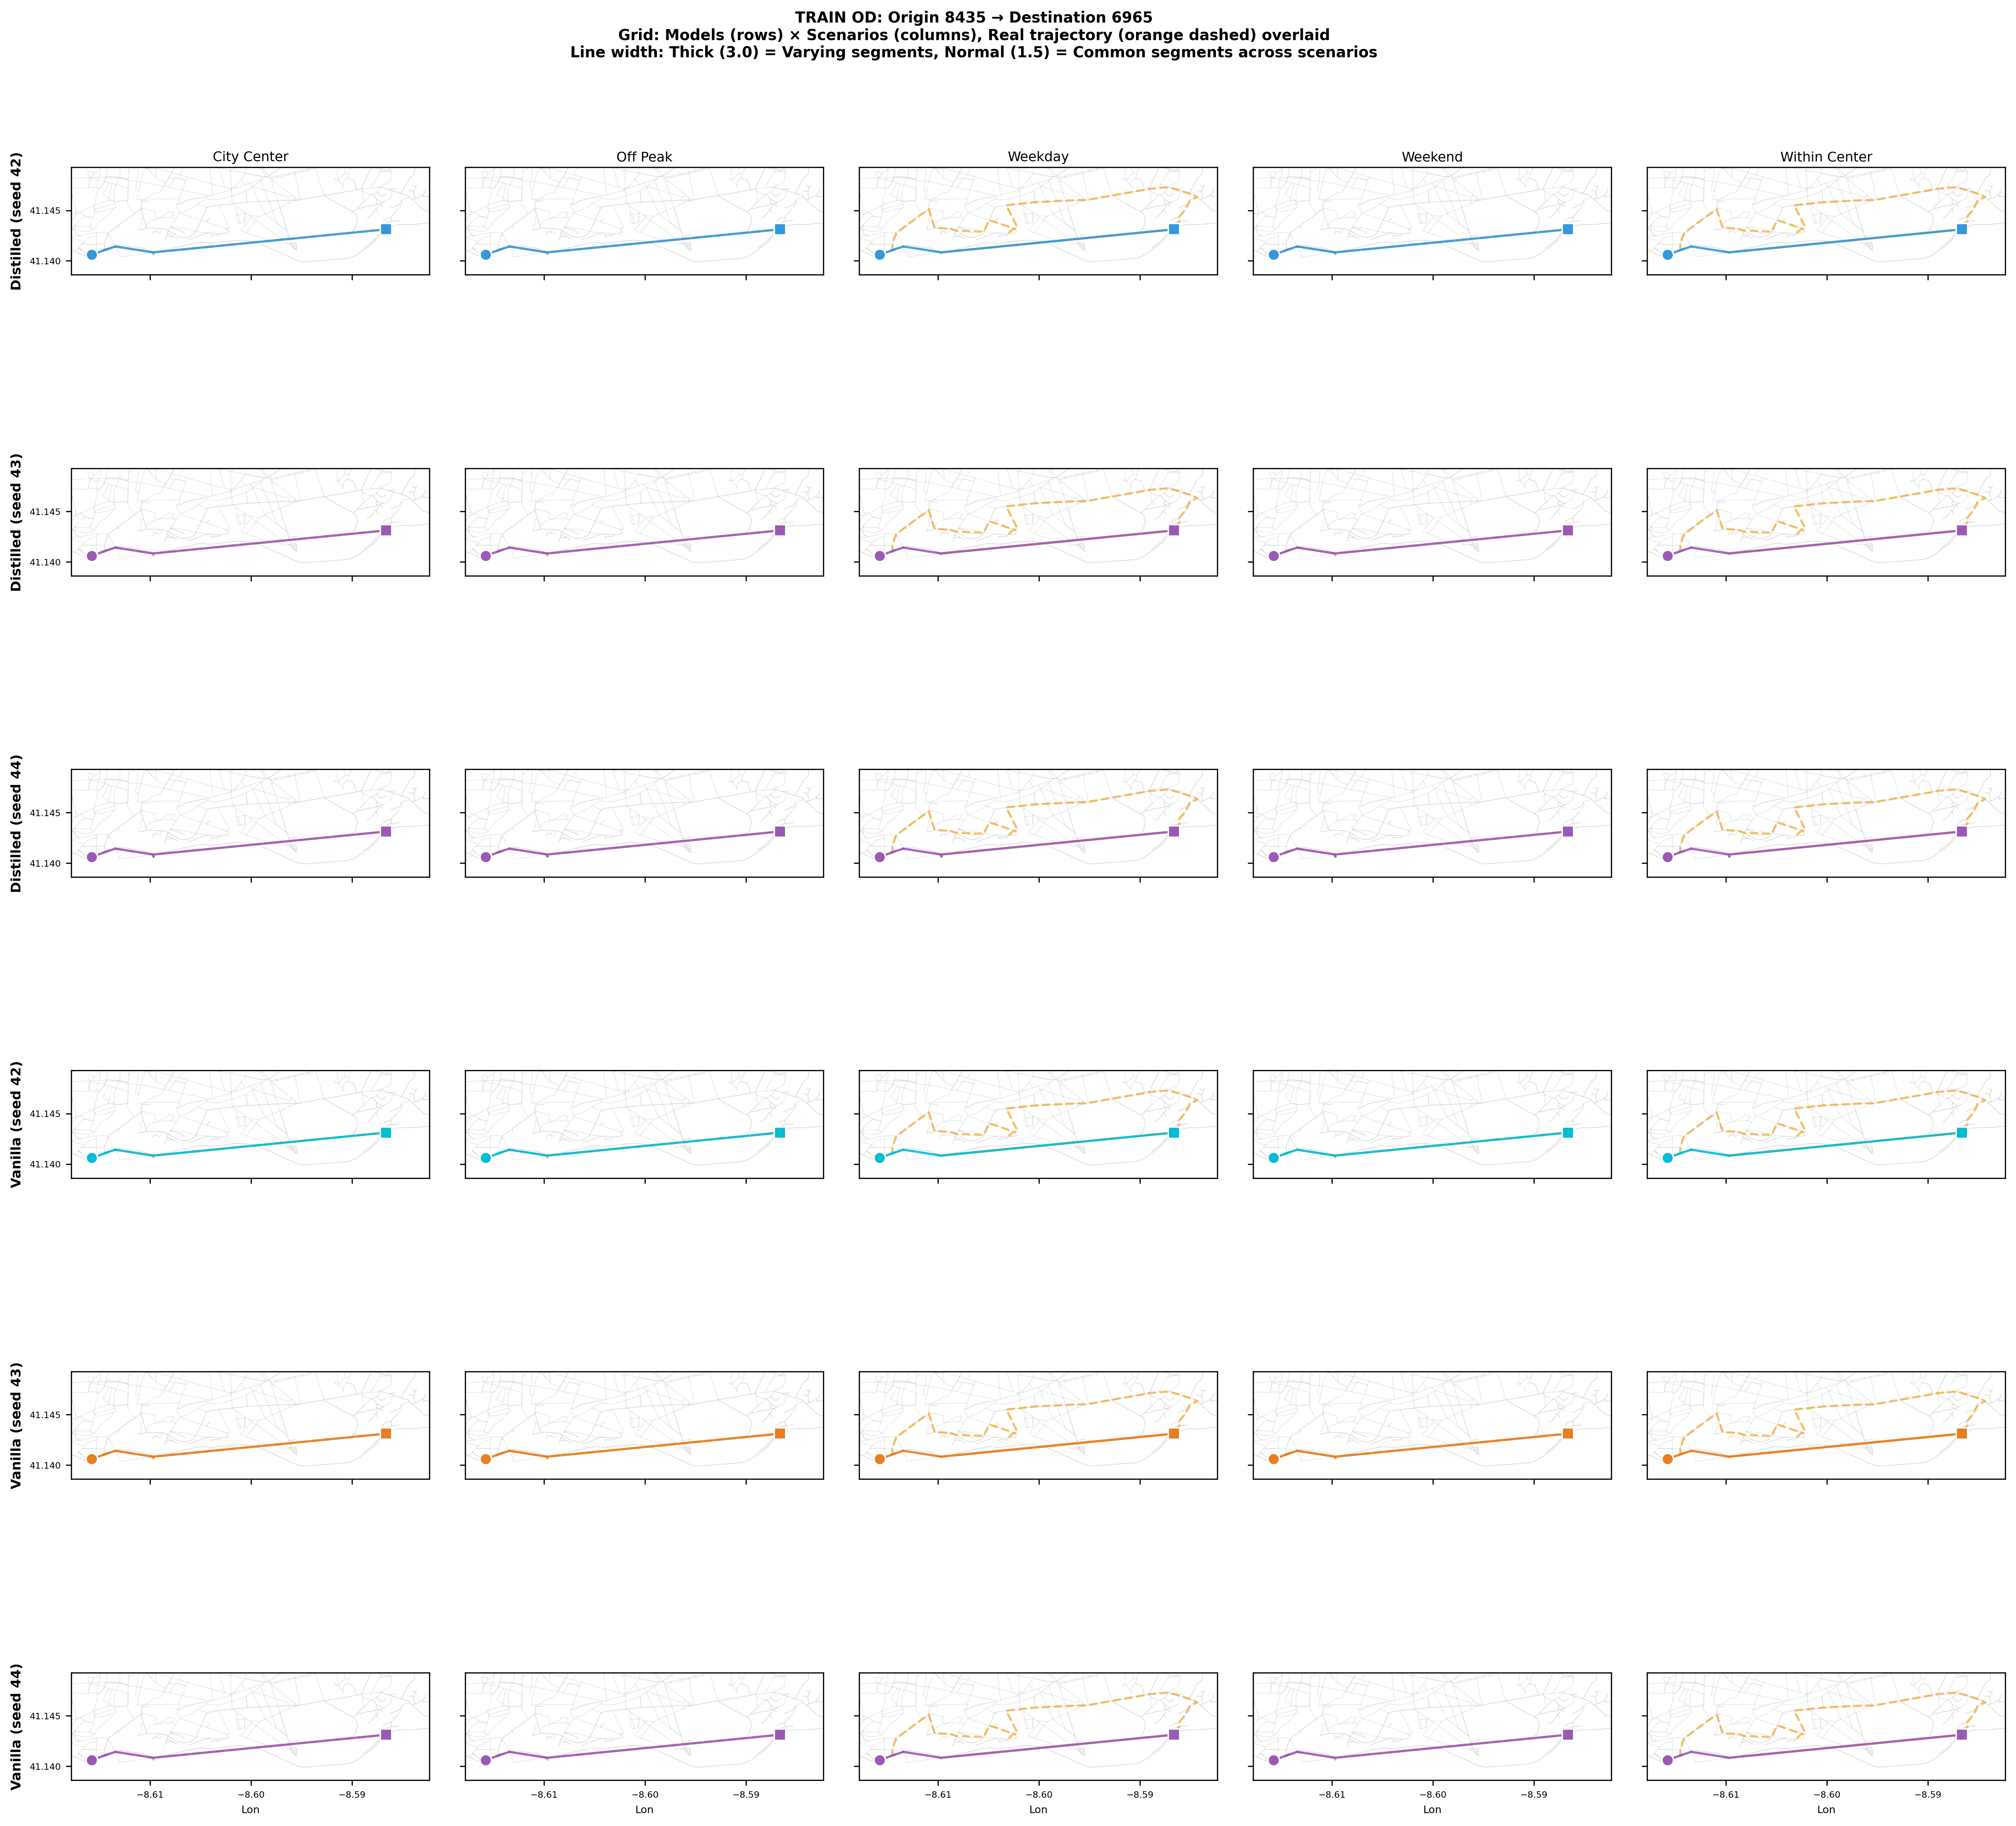 TRAIN OD: Origin 8435 → Destination 6965
Grid: Models (rows) × Scenarios (columns), Real trajectory (orange dashed) overlaid
Line width: Thick (3.0) = Varying segments, Normal (1.5) = Common segments across scenarios
City Center Off Peak Weekday Weekend Within Center
Distilled (seed 42)
41.145
41.140
Distilled (seed 43)
41.145
41.140
Distilled (seed 44)
41.145
41.140
Vanilla (seed 42)
41.145
41.140
Vanilla (seed 43)
41.145
41.140
Vanilla (seed 44)
41.145
41.140
−8.61 −8.60 −8.59 −8.61 −8.60 −8.59 −8.61 −8.60 −8.59 −8.61 −8.60 −8.59 −8.61 −8.60 −8.59
Lon Lon Lon Lon Lon